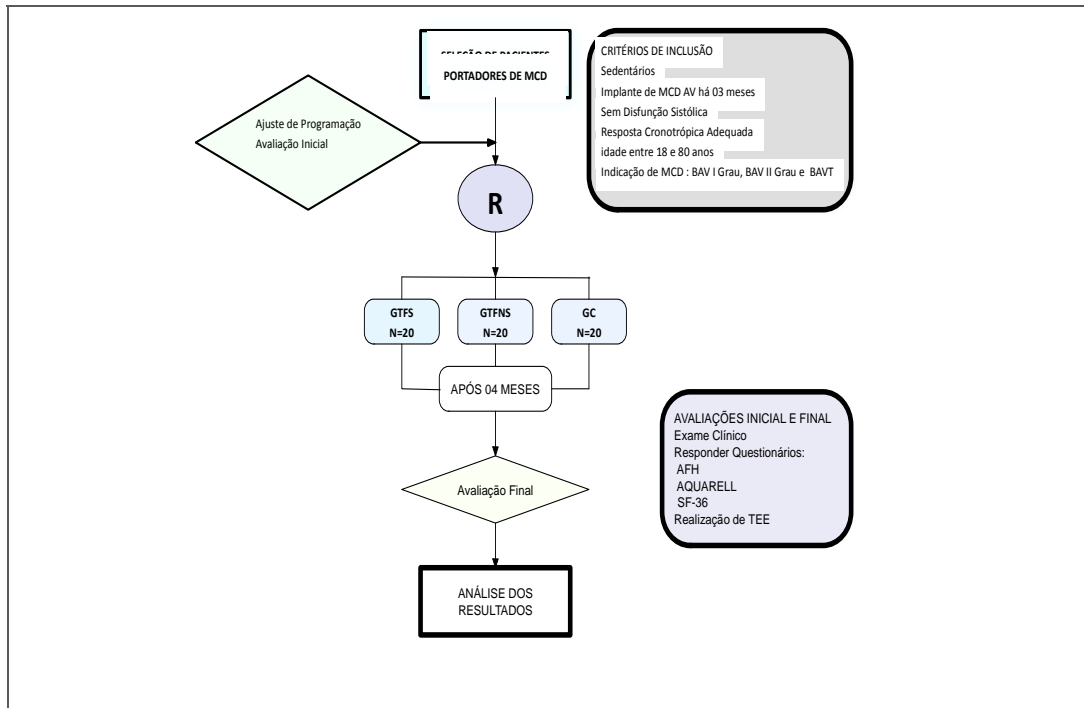 SELEÇÃO DE PACIENTES
PORTADORES DE MCD
CRITÉRIOS DE INCLUSÃO
Sedentários
Implante de MCD AV há 03 meses
Sem Disfunção Sistólica
Resposta Cronotrópica Adequada
idade entre 18 e 80 anos
Indicação de MCD : BAV I Grau, BAV II Grau e BAVT
Ajuste de Programação
Avaliação Inicial
R
GTFS
N=20
GTFNS
N=20
GC
N=20
APÓS 04 MESES
Avaliação Final
AVALIAÇÕES INICIAL E FINAL
Exame Clínico
Responder Questionários:
AFH
AQUARELL
SF-36
Realização de TEE
ANÁLISE DOS
RESULTADOS